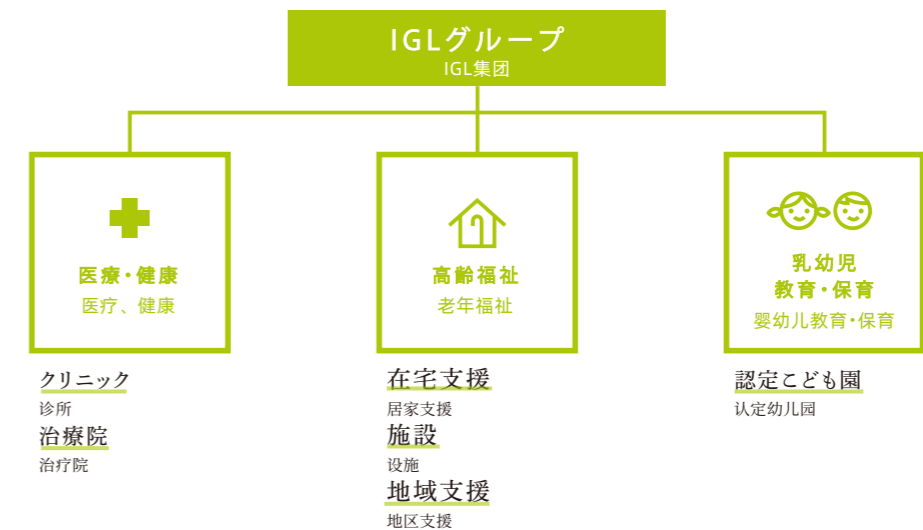 IGLグループ
IGL集团
医療・健康
医疗、健康
クリニック
诊所
治療院
治疗院
高齢福祉
老年福祉
在宅支援
居家支援
施設
设施
地域支援
地区支援
乳幼児
教育・保育
婴幼儿教育・保育
認定こども園
认定幼儿园